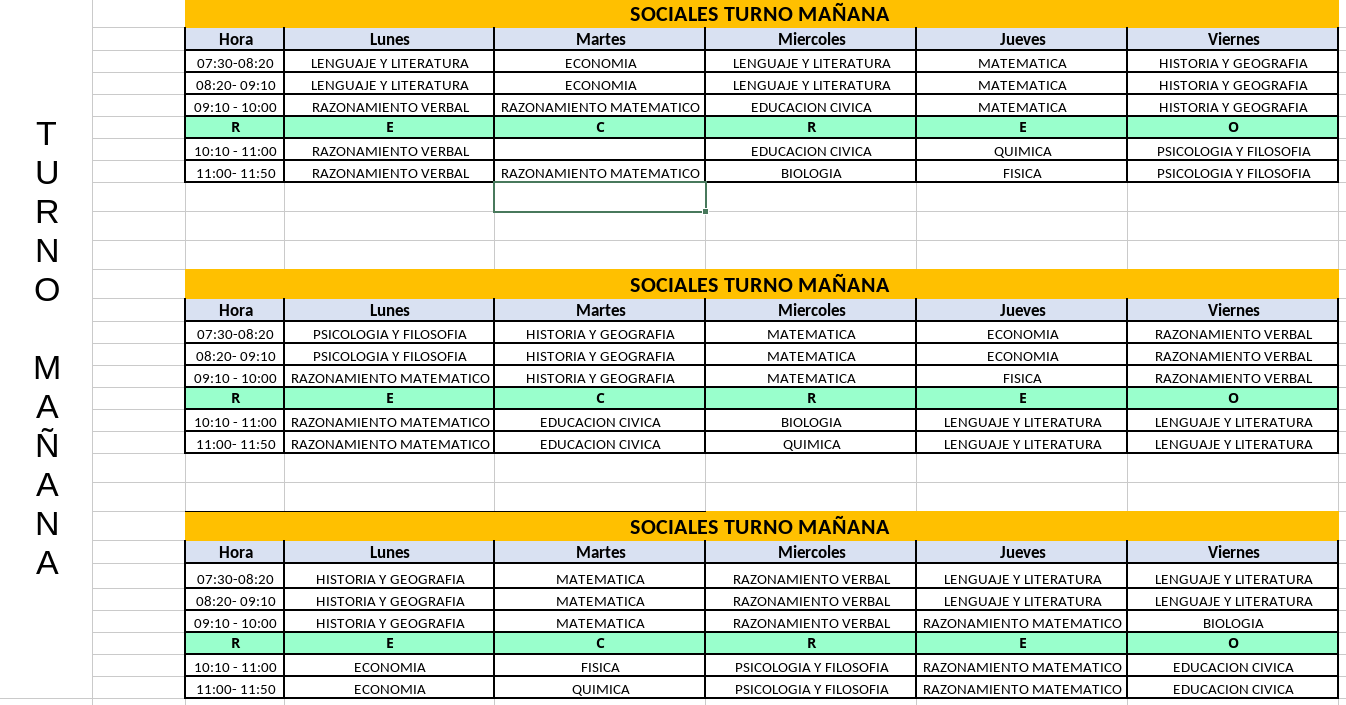 TURNO MAÑANA
SOCIALES TURNO MAÑANA
Hora Lunes Martes Miercoles Jueves Viernes
07:30-08:20 LENGUAJE Y LITERATURA ECONOMIA LENGUAJE Y LITERATURA MATEMATICA HISTORIA Y GEOGRAFIA
08:20- 09:10 LENGUAJE Y LITERATURA ECONOMIA LENGUAJE Y LITERATURA MATEMATICA HISTORIA Y GEOGRAFIA
09:10 - 10:00 RAZONAMIENTO VERBAL RAZONAMIENTO MATEMATICO EDUCACION CIVICA MATEMATICA HISTORIA Y GEOGRAFIA
R E C R E O
10:10 - 11:00 RAZONAMIENTO VERBAL EDUCACION CIVICA QUIMICA PSICOLOGIA Y FILOSOFIA
11:00- 11:50 RAZONAMIENTO VERBAL RAZONAMIENTO MATEMATICO BIOLOGIA FISICA PSICOLOGIA Y FILOSOFIA
SOCIALES TURNO MAÑANA
Hora Lunes Martes Miercoles Jueves Viernes
07:30-08:20 PSICOLOGIA Y FILOSOFIA HISTORIA Y GEOGRAFIA MATEMATICA ECONOMIA RAZONAMIENTO VERBAL
08:20- 09:10 PSICOLOGIA Y FILOSOFIA HISTORIA Y GEOGRAFIA MATEMATICA ECONOMIA RAZONAMIENTO VERBAL
09:10 - 10:00 RAZONAMIENTO MATEMATICO HISTORIA Y GEOGRAFIA MATEMATICA FISICA RAZONAMIENTO VERBAL
R E C R E O
10:10 - 11:00 RAZONAMIENTO MATEMATICO EDUCACION CIVICA BIOLOGIA LENGUAJE Y LITERATURA LENGUAJE Y LITERATURA
11:00- 11:50 RAZONAMIENTO MATEMATICO EDUCACION CIVICA QUIMICA LENGUAJE Y LITERATURA LENGUAJE Y LITERATURA
SOCIALES TURNO MAÑANA
Hora Lunes Martes Miercoles Jueves Viernes
07:30-08:20 HISTORIA Y GEOGRAFIA MATEMATICA RAZONAMIENTO VERBAL LENGUAJE Y LITERATURA LENGUAJE Y LITERATURA
08:20- 09:10 HISTORIA Y GEOGRAFIA MATEMATICA RAZONAMIENTO VERBAL LENGUAJE Y LITERATURA LENGUAJE Y LITERATURA
09:10 - 10:00 HISTORIA Y GEOGRAFIA MATEMATICA RAZONAMIENTO VERBAL RAZONAMIENTO MATEMATICO BIOLOGIA
R E C R E O
10:10 - 11:00 ECONOMIA FISICA PSICOLOGIA Y FILOSOFIA RAZONAMIENTO MATEMATICO EDUCACION CIVICA
11:00- 11:50 ECONOMIA QUIMICA PSICOLOGIA Y FILOSOFIA RAZONAMIENTO MATEMATICO EDUCACION CIVICA